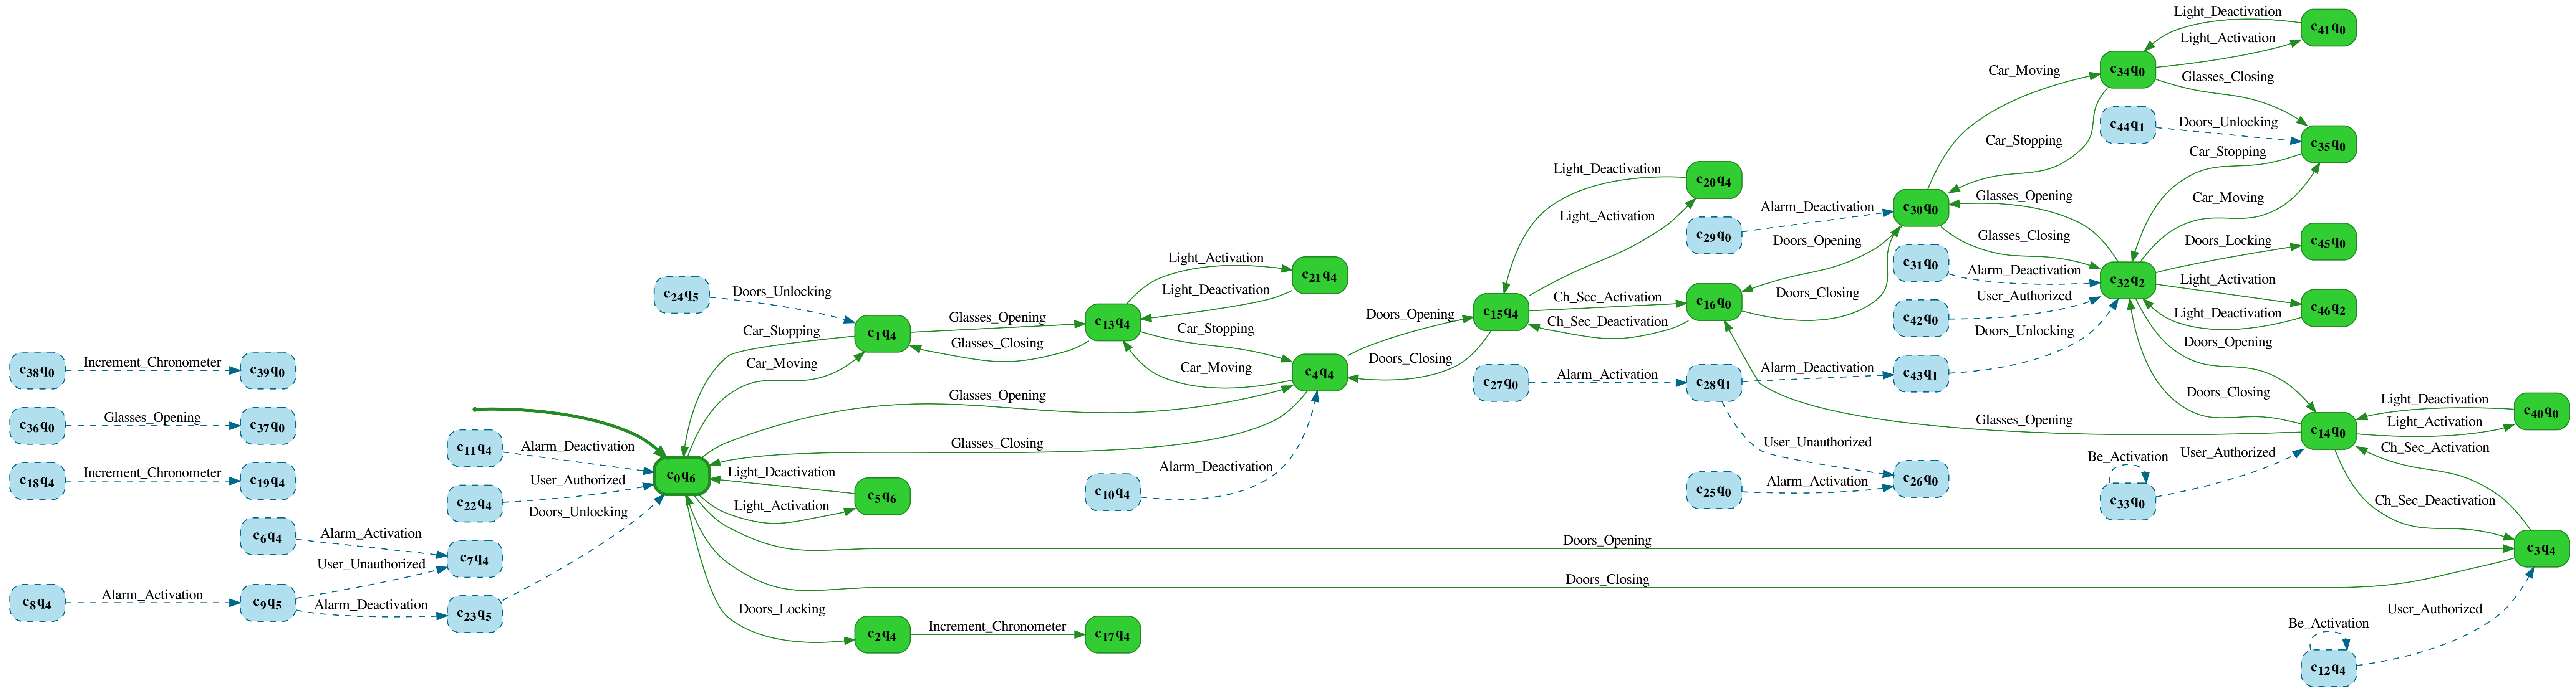 Light_Deactivation
c41q0
Light_Activation
c34q0
Car_Moving
Glasses_Closing
c44q1
Doors_Unlocking
c35q0
Car_Stopping
Car_Stopping
Light_Deactivation
c20q4
Alarm_Deactivation
c30q0
Glasses_Opening
Car_Moving
Light_Activation
c29q0
Doors_Opening
Glasses_Closing
Doors_Locking
c45q0
Light_Activation
c21q4
c31q0
Alarm_Deactivation
c32q2
Light_Activation
c24q5
Doors_Unlocking
Light_Deactivation
Ch_Sec_Activation
c16q0
Doors_Closing
User_Authorized
c46q2
Light_Deactivation
Glasses_Opening
c13q4
Doors_Opening
c15q4
Ch_Sec_Deactivation
c42q0
Doors_Unlocking
Car_Stopping
c1q4
Glasses_Closing
Car_Stopping
Doors_Opening
Car_Moving
Car_Moving
c4q4
Doors_Closing
c38q0
Increment_Chronometer
c39q0
c27q0
Alarm_Activation
c28q1
Alarm_Deactivation
c43q1
Doors_Closing
Glasses_Opening
Light_Deactivation
c40q0
c36q0
Glasses_Opening
c37q0
Glasses_Opening
Light_Activation
c14q0
c11q4
Alarm_Deactivation
Glasses_Closing
User_Unauthorized
Ch_Sec_Activation
Be_Activation
User_Authorized
c18q4
Increment_Chronometer
c19q4
c0q6
Light_Deactivation
Alarm_Deactivation
c22q4
User_Authorized
c5q6
c10q4
c25q0
Alarm_Activation
c26q0
c33q0
Ch_Sec_Deactivation
Doors_Unlocking
Light_Activation
c6q4
Alarm_Activation
c7q4
Doors_Opening
c3q4
User_Unauthorized
Doors_Closing
c8q4
Alarm_Activation
c9q5
Alarm_Deactivation
c23q5
Doors_Locking
User_Authorized
c2q4
Increment_Chronometer
c17q4
Be_Activation
c12q4